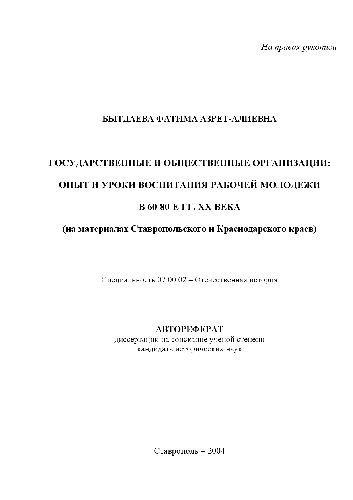 На правах рукописи
БЫТДАЕВА ФАТИМА АЗРЕТ-АЛИЕВНА
ГОСУДАРСТВЕННЫЕ И ОБЩЕСТВЕННЫЕ ОРГАНИЗАЦИИ:
ОПЫТ И УРОКИ ВОСПИТАНИЯ РАБОЧЕЙ МОЛОДЕЖИ
В 60-80-Е ГГ. XX ВЕКА
(на материалах Ставропольского и Краснодарского краев)
Специальность 07.00.02 – Отечественная история
АВТОРЕФЕРАТ
диссертации на соискание ученой степени
кандидата исторических наук
Ставрополь – 2004